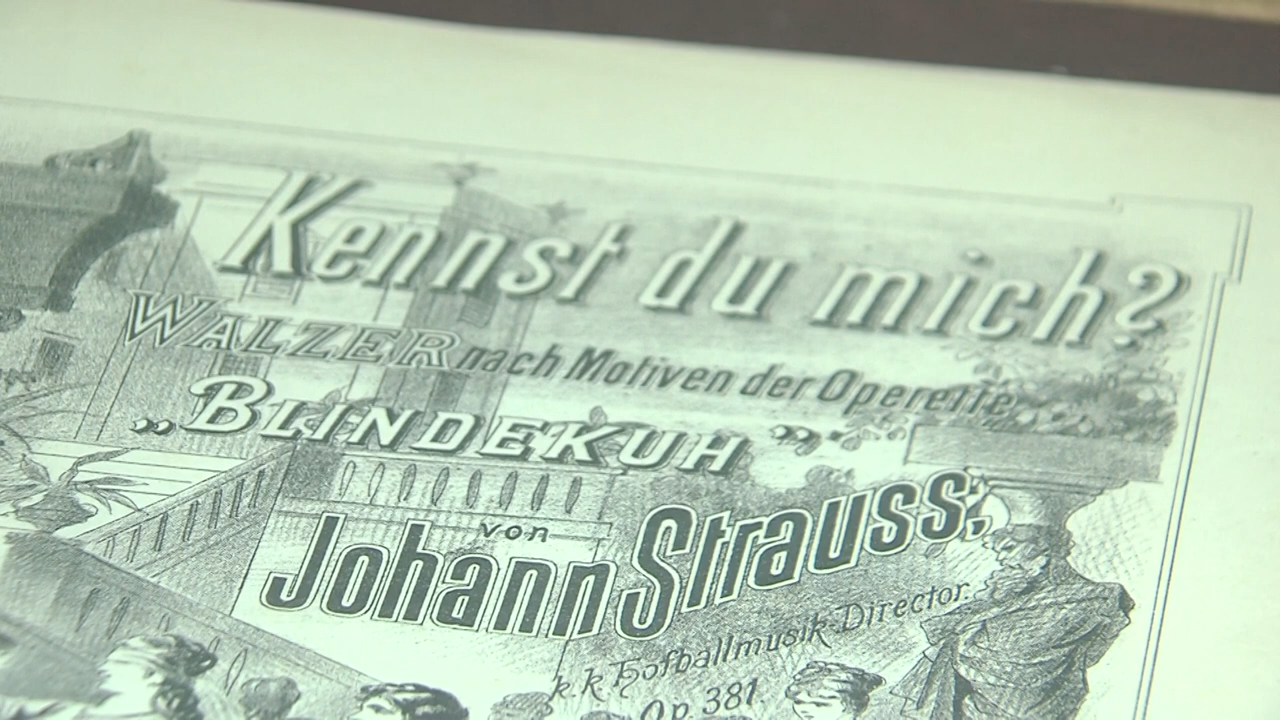 Kennst du mich?
WALZER nach Motiven der Operette
„BLINDEKUH"
von
Johann Strauss,
k. k. Hofballmusik-Director.
Op. 381.